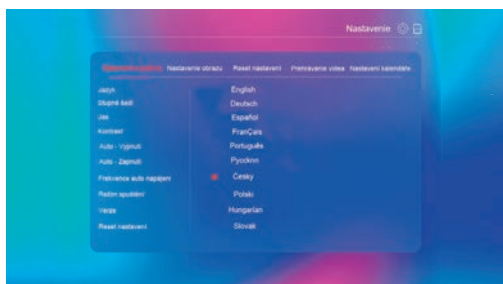 Nastavenie
Nastavenie obrazu Reset nastavení Prehravanie videa Nastavení kalendáře
Jazyk English
Stupně šedi Deutsch
Jas Español
Kontrast FranÇais
Auto - Vypnutí Português
Auto - Zapnutí Русский
Frekvence auto napájení Česky
Režim spuštění Polski
Verze Hungarian
Reset nastavení Slovak